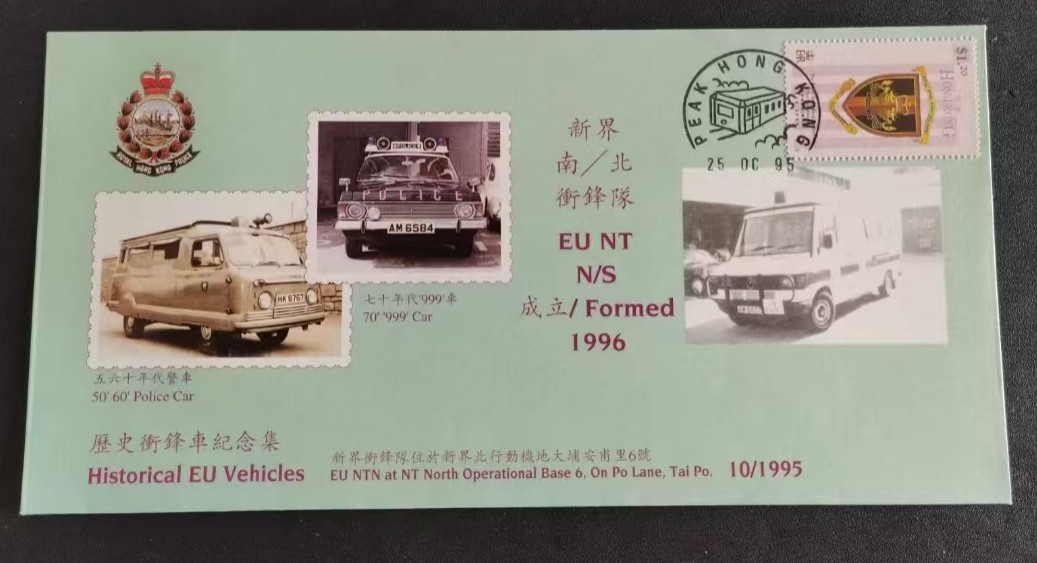 ROYAL HONG KONG POLICE
PEAK HONG KONG
25 OC 95
$1.20
HONG KONG
POLICE
POLICE
AM 6584
HK 8767
七十年代'999'車
70' '999' Car
五六十年代警車
50' 60' Police Car
新界
南／北
衝鋒隊
EU NT
N/S
成立/ Formed
1996
歷史衝鋒車紀念集
Historical EU Vehicles
新界衝鋒隊位於新界北行動機地大埔安甫里6號
EU NTN at NT North Operational Base 6, On Po Lane, Tai Po.
10/1995